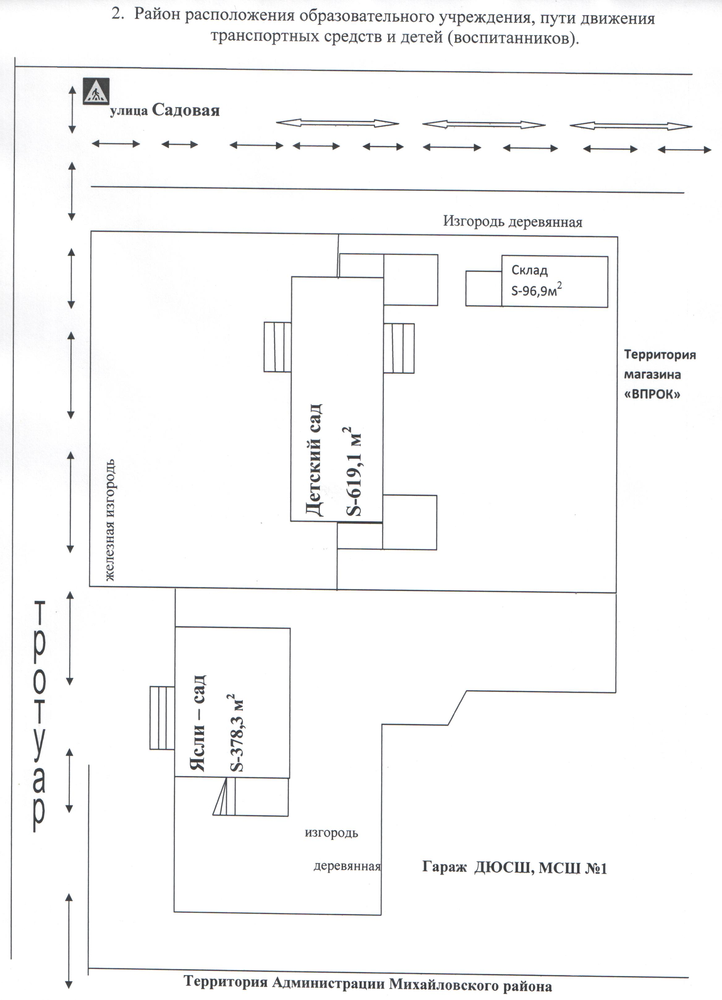 2. Район расположения образовательного учреждения, пути движения
транспортных средств и детей (воспитанников).
улица Садовая
Изгородь деревянная
Склад
S-96,9м²
Территория
магазина
«ВПРОК»
Детский сад
S-619,1 м²
железная изгородь
тротуар
Ясли – сад
S-378,3 м²
изгородь
деревянная
Гараж ДЮСШ, МСШ №1
Территория Администрации Михайловского района